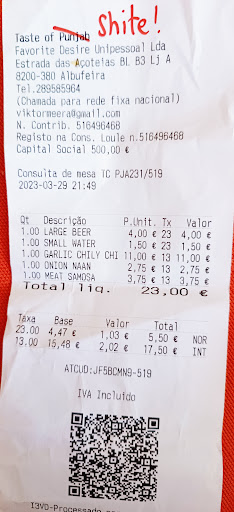 Shite!
Taste of Punjab
Favorite Desire Unipessoal Lda
Estrada das Açoteias BL B3 Lj A
8200-380 Albufeira
Tel.289585964
(Chamada para rede fixa nacional)
viktormeera@gmail.com
N. Contrib. 516496468
Registo na Cons. Loule n.516496468
Capital Social 500,00 €
Consulta de mesa TC PJA231/519
2023-03-29 21:49
Qt Descrição P.Unit. Tx Valor
1.00 LARGE BEER 4,00 € 23 4,00 €
1.00 SMALL WATER 1,50 € 23 1,50 €
1.00 GARLIC CHILY CHI 11,00 € 13 11,00 €
1.00 ONION NAAN 2,75 € 13 2,75 €
1.00 MEAT SAMOSA 3,75 € 13 3,75 €
Total liq. 23,00 €
Taxa Base Valor Total
23.00 4,47 € 1,03 € 5,50 € NOR
13.00 15,48 € 2,02 € 17,50 € INT
ATCUD:JF5BCMN9-519
IVA Incluido
I3VD-Processado